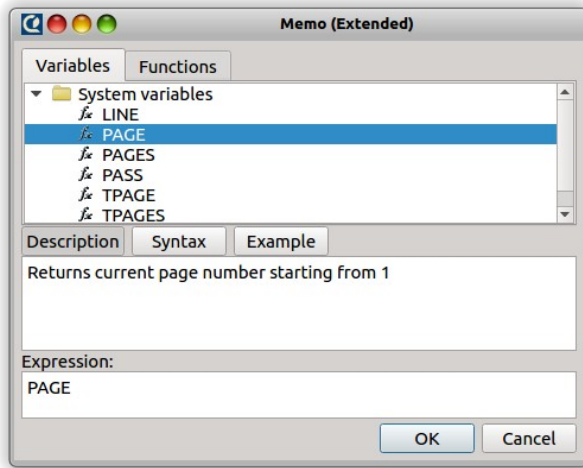 Memo (Extended)
Variables Functions
System variables
LINE
PAGE
PAGES
PASS
TPAGE
TPAGES
Description Syntax Example
Returns current page number starting from 1
Expression:
PAGE
OK Cancel